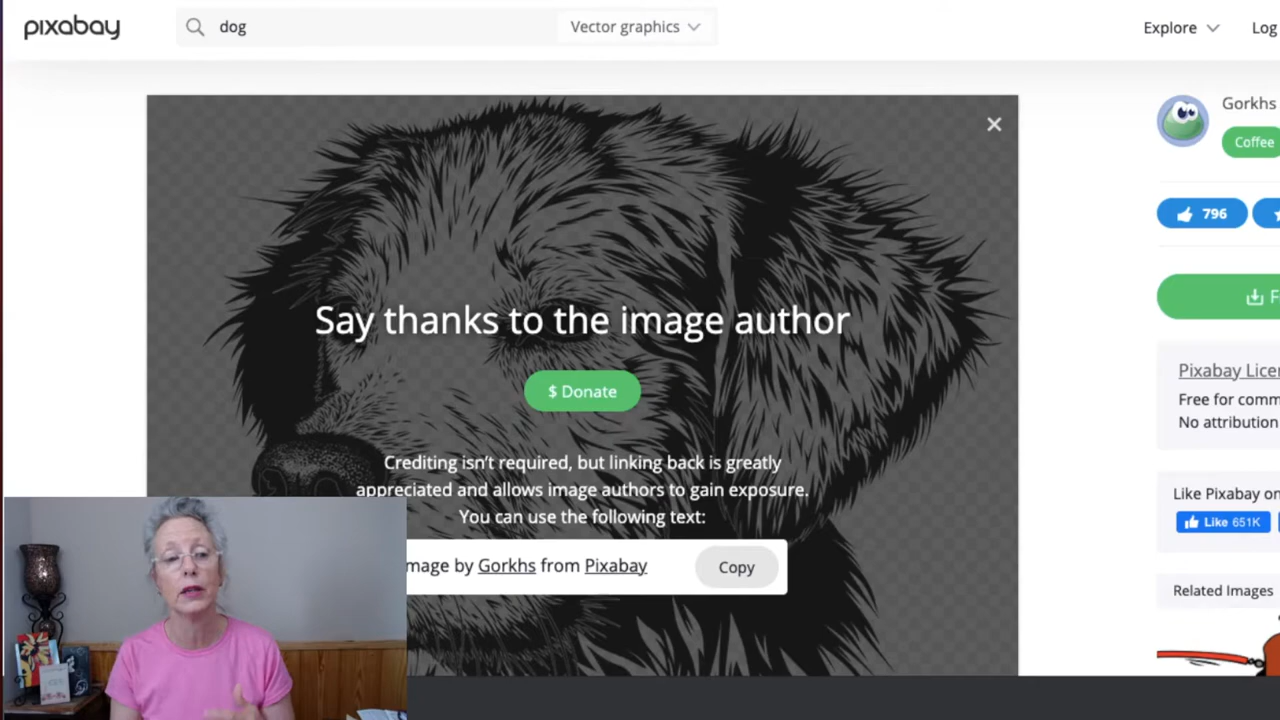 pixabay
dog
Vector graphics
Explore
Log
Gorkhs
Coffee
796
F
Say thanks to the image author
$ Donate
Pixabay Licen
Free for comm
No attribution
Crediting isn't required, but linking back is greatly
appreciated and allows image authors to gain exposure.
You can use the following text:
Like Pixabay on
Like 651K
mage by Gorkhs from Pixabay
Copy
Related Images